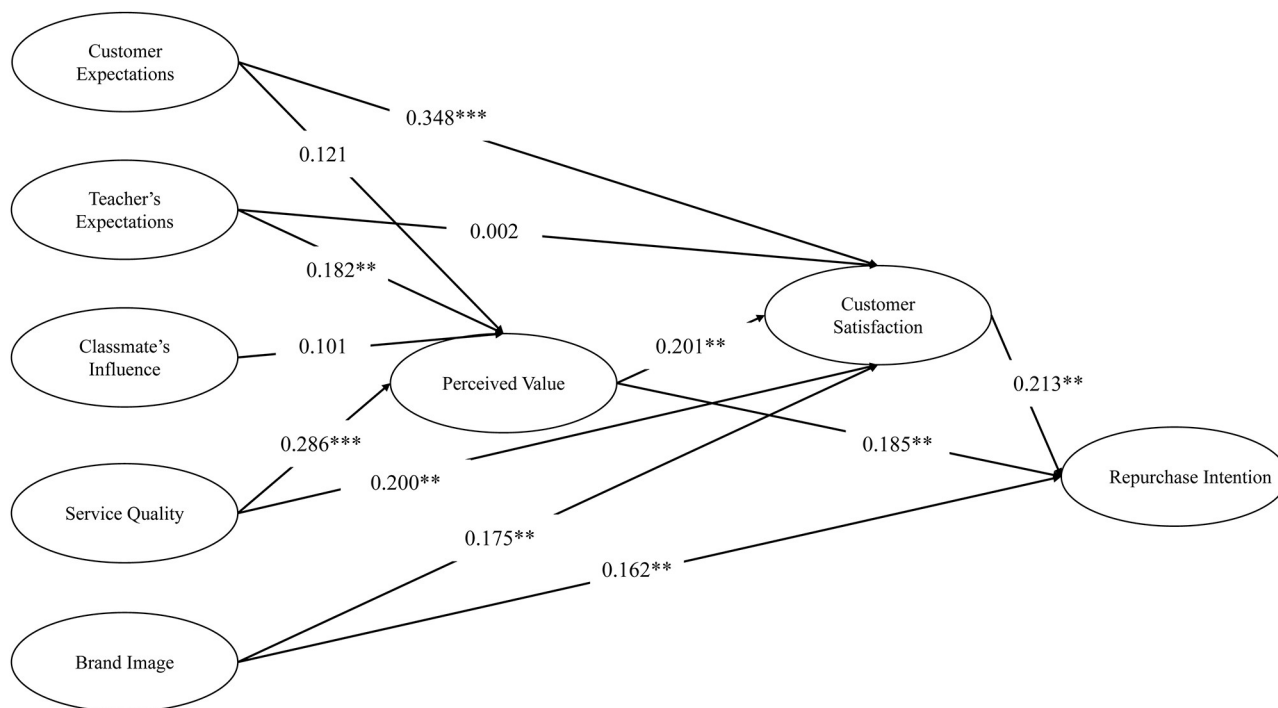 Customer
Expectations
0.348***
0.121
Teacher’s
Expectations
0.002
0.182**
Customer
Satisfaction
Classmate’s
Influence
0.101
0.201**
Perceived Value
0.213**
0.286***
0.185**
0.200**
Repurchase Intention
Service Quality
0.175**
0.162**
Brand Image